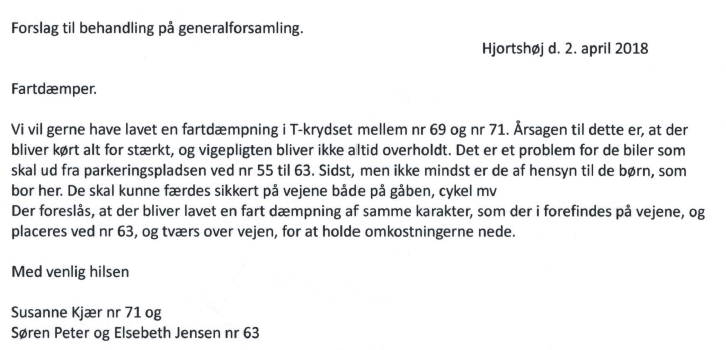 Forslag til behandling på generalforsamling.
Hjortshøj d. 2. april 2018
Fartdæmper.
Vi vil gerne have lavet en fartdæmpning i T-krydset mellem nr 69 og nr 71. Årsagen til dette er, at der
bliver kørt alt for stærkt, og vigepligten bliver ikke altid overholdt. Det er et problem for de biler som
skal ud fra parkeringspladsen ved nr 55 til 63. Sidst, men ikke mindst er de af hensyn til de børn, som
bor her. De skal kunne færdes sikkert på vejene både på gåben, cykel mv
Der foreslås, at der bliver lavet en fart dæmpning af samme karakter, som der i forefindes på vejene, og
placeres ved nr 63, og tværs over vejen, for at holde omkostningerne nede.
Med venlig hilsen
Susanne Kjær nr 71 og
Søren Peter og Elsebeth Jensen nr 63